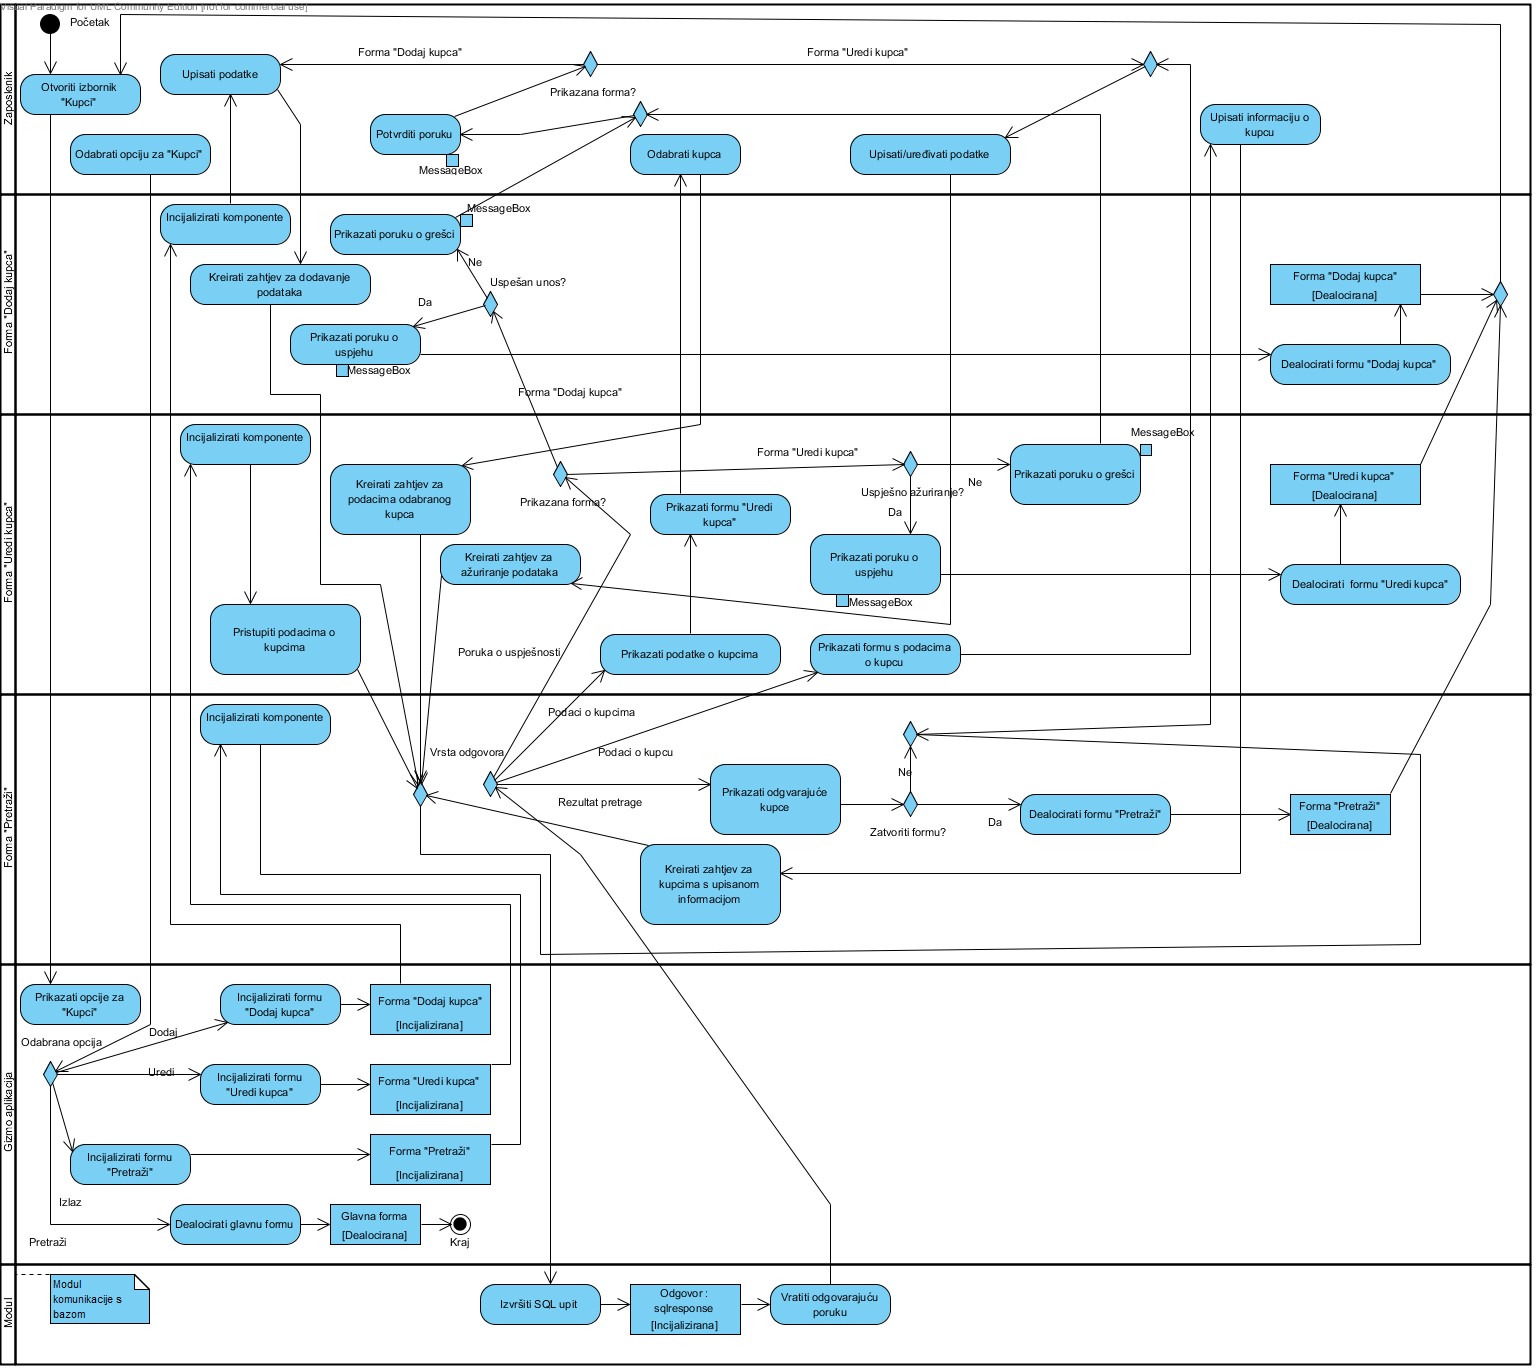 Visual Paradigm for UML Community Edition [not for commercial use]
Zaposlenik
Početak
Otvoriti izbornik
"Kupci"
Upisati podatke
Forma "Dodaj kupca"
Forma "Uredi kupca"
Prikazana forma?
Potvrditi poruku
MessageBox
Odabrati opciju za "Kupci"
Odabrati kupca
Upisati/uređivati podatke
Upisati informaciju o
kupcu
Forma "Dodaj kupca"
Incijalizirati komponente
Prikazati poruku o grešci
MessageBox
Ne
Uspešan unos?
Kreirati zahtjev za dodavanje
podataka
Da
Prikazati poruku o
uspjehu
MessageBox
Forma "Dodaj kupca"
Forma "Dodaj kupca"
[Dealocirana]
Dealocirati formu "Dodaj kupca"
Forma "Uredi kupca"
Incijalizirati komponente
Kreirati zahtjev za
podacima odabranog
kupca
Prikazana forma?
Forma "Uredi kupca"
Uspješno ažuriranje?
Ne
Da
MessageBox
Prikazati poruku o grešci
Prikazati formu "Uredi
kupca"
Kreirati zahtjev za
ažuriranje podataka
Prikazati poruku o
uspjehu
MessageBox
Forma "Uredi kupca"
[Dealocirana]
Dealocirati  formu "Uredi kupca"
Pristupiti podacima o
kupcima
Poruka o uspješnosti
Prikazati podatke o kupcima
Prikazati formu s podacima
o kupcu
Forma "Pretraži"
Incijalizirati komponente
Podaci o kupcima
Vrsta odgovora
Podaci o kupcu
Rezultat pretrage
Prikazati odgvarajuće
kupce
Ne
Zatvoriti formu?
Da
Dealocirati formu "Pretraži"
Forma "Pretraži"
[Dealocirana]
Kreirati zahtjev za
kupcima s upisanom
informacijom
Gizmo aplikacija
Prikazati opcije za
"Kupci"
Odabrana opcija
Dodaj
Incijalizirati formu
"Dodaj kupca"
Forma "Dodaj kupca"
[Incijalizirana]
Uredi
Incijalizirati formu
"Uredi kupca"
Forma "Uredi kupca"
[Incijalizirana]
Incijalizirati formu
"Pretraži"
Forma "Pretraži"
[Incijalizirana]
Izlaz
Pretraži
Dealocirati glavnu formu
Glavna forma
[Dealocirana]
Kraj
Modul
Modul
komunikacije s
bazom
Izvršiti SQL upit
Odgovor :
sqlresponse
[Incijalizirana]
Vratiti odgovarajuću
poruku